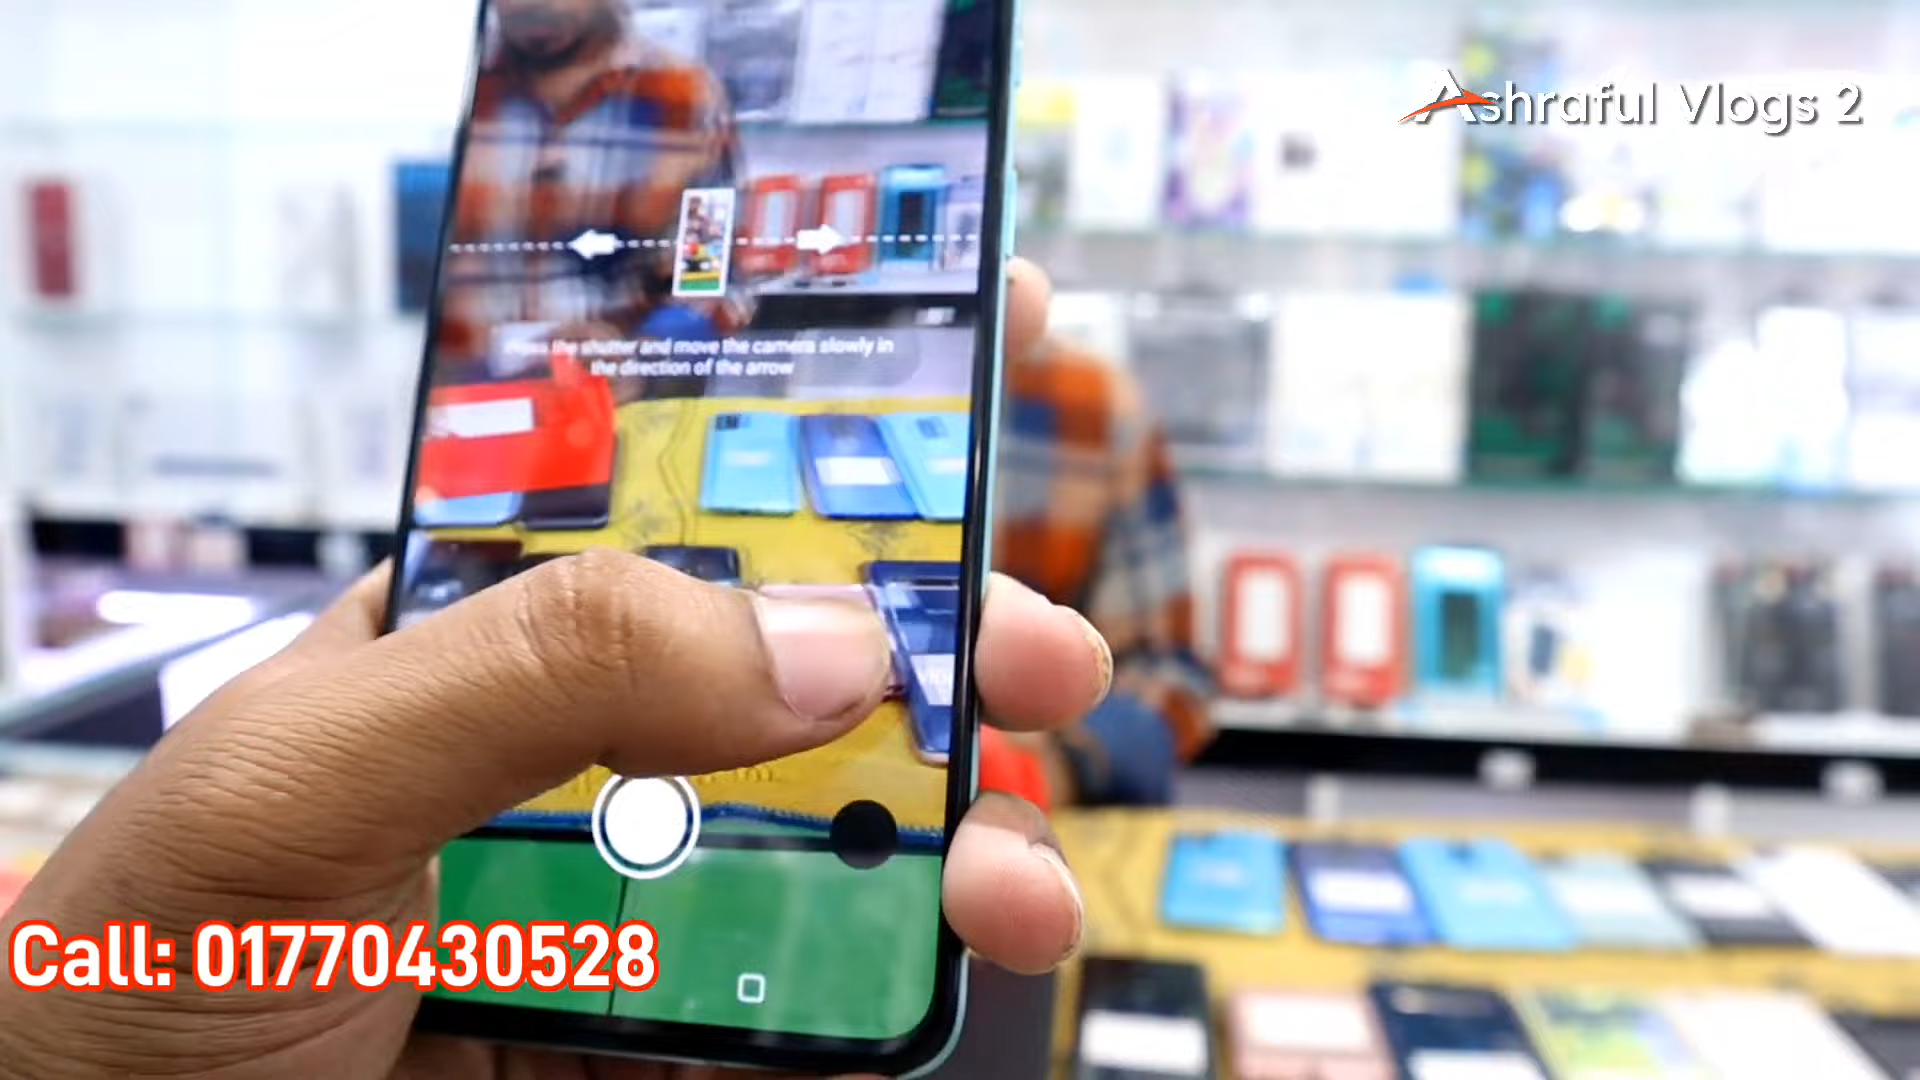 Ashraful Vlogs 2
Press the shutter and move the camera slowly in
the direction of the arrow
Call: 01770430528